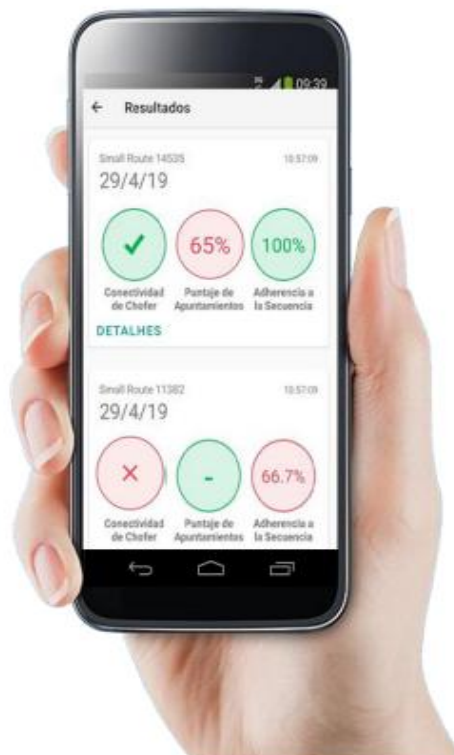 09:39
← Resultados
Small Route 14535 10:57:09
29/4/19
✓ 65% 100%
Conectividad de Chofer
Puntaje de Apuntamientos
Adherencia a la Secuencia
DETALHES
Small Route 11382 10:57:09
29/4/19
× - 66.7%
Conectividad de Chofer
Puntaje de Apuntamientos
Adherencia a la Secuencia